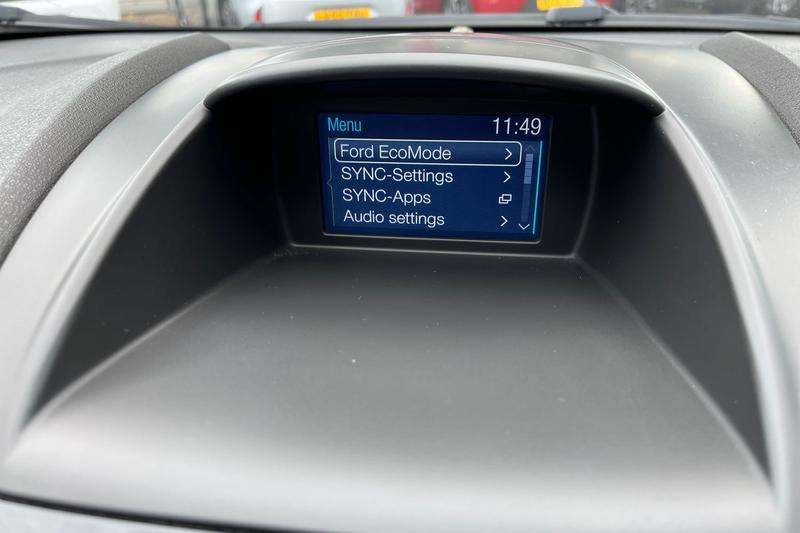 Menu 11:49
Ford EcoMode
SYNC-Settings
SYNC-Apps
Audio settings